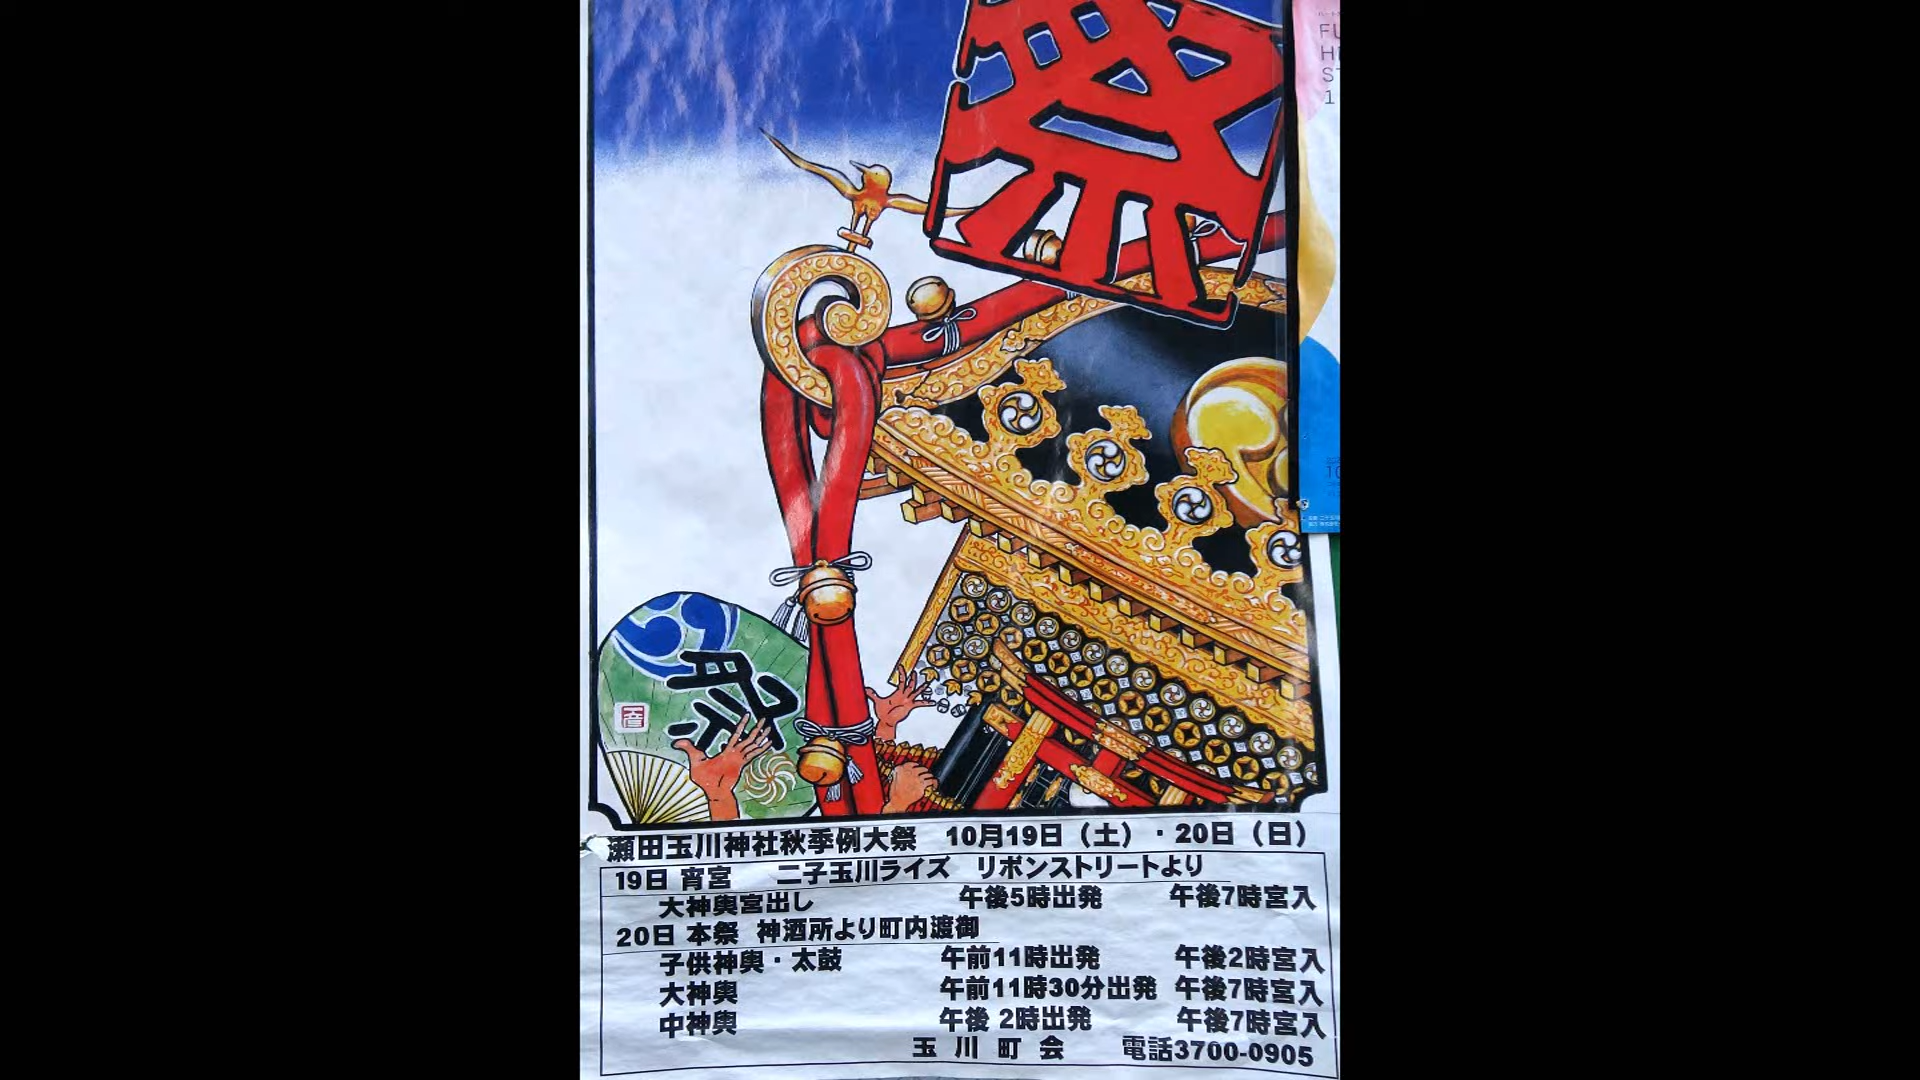 祭
祭
瀬田玉川神社秋季例大祭 10月19日（土）・20日（日）
19日 宵宮 二子玉川ライズ リボンストリートより
大神輿宮出し 午後5時出発 午後7時宮入
20日 本祭 神酒所より町内渡御
子供神輿・太鼓 午前11時出発 午後2時宮入
大神輿 午前11時30分出発 午後7時宮入
中神輿 午後 2時出発 午後7時宮入
玉川町会 電話3700-0905
FU
HE
ST
1